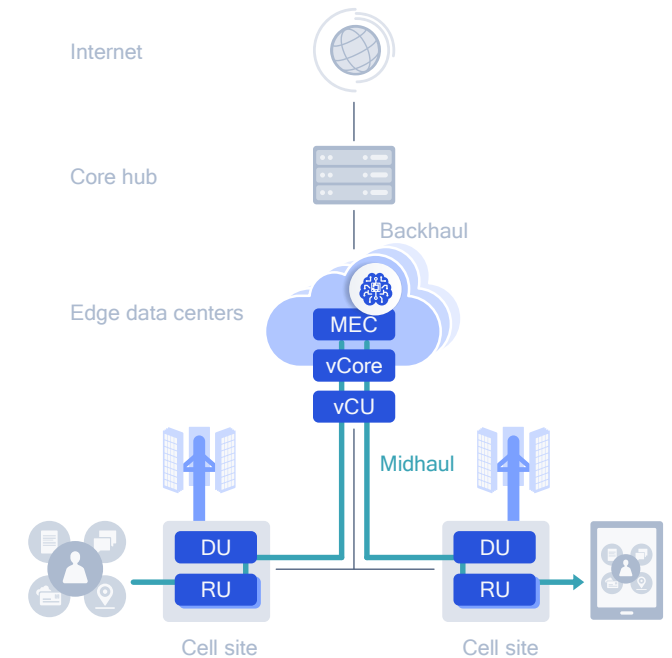 Internet
Core hub
Backhaul
Edge data centers
MEC
vCore
vCU
Midhaul
DU
DU
RU
RU
Cell site
Cell site